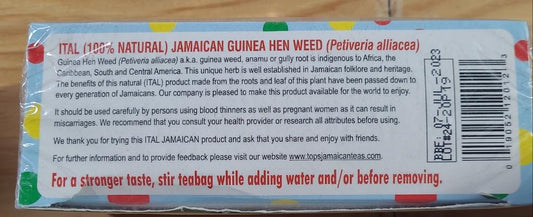 ITAL (100% NATURAL) JAMAICAN GUINEA HEN WEED (Petiveria alliacea)
Guinea Hen Weed (Petiveria alliacea) a.k.a. guinea weed, anamu or gully root is indigenous to Africa, the
Caribbean, South and Central America. This unique herb is well established in Jamaican folklore and heritage.
The benefits of this natural (ITAL) product made from the roots and leaf of this plant have been passed down to
every generation of Jamaicans. Our company is pleased to make this product available for the world to enjoy.
It should be used carefully by persons using blood thinners as well as pregnant women as it can result in
miscarriages. We recommend that you consult your health provider or research all attributes before using.
We thank you for trying this ITAL JAMAICAN product and ask that you share and enjoy with friends.
For further information and to provide feedback please visit our website www.topsjamaicanteas.com.
For a stronger taste, stir teabag while adding water and/or before removing.
BBE: 07-JUL-2023
LOT#24-20P19